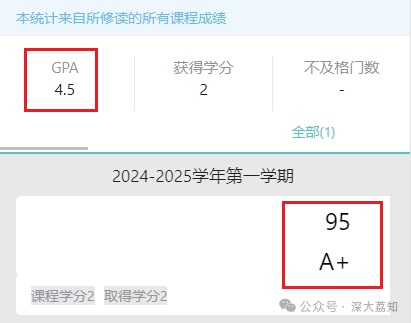 本统计来自所修读的所有课程成绩
GPA 获得学分 不及格门数
4.5 2 -
全部(1)
2024-2025学年第一学期
95
A+
课程学分2 取得学分2
公众号·深大荔知